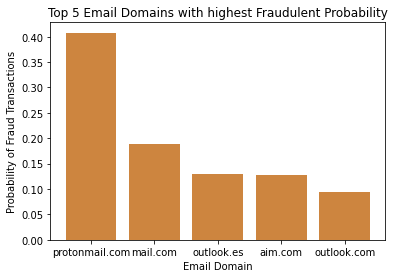 Top 5 Email Domains with highest Fraudulent Probability
Probability of Fraud Transactions
0.40
0.35
0.30
0.25
0.20
0.15
0.10
0.05
0.00
protonmail.com mail.com outlook.es aim.com outlook.com
Email Domain